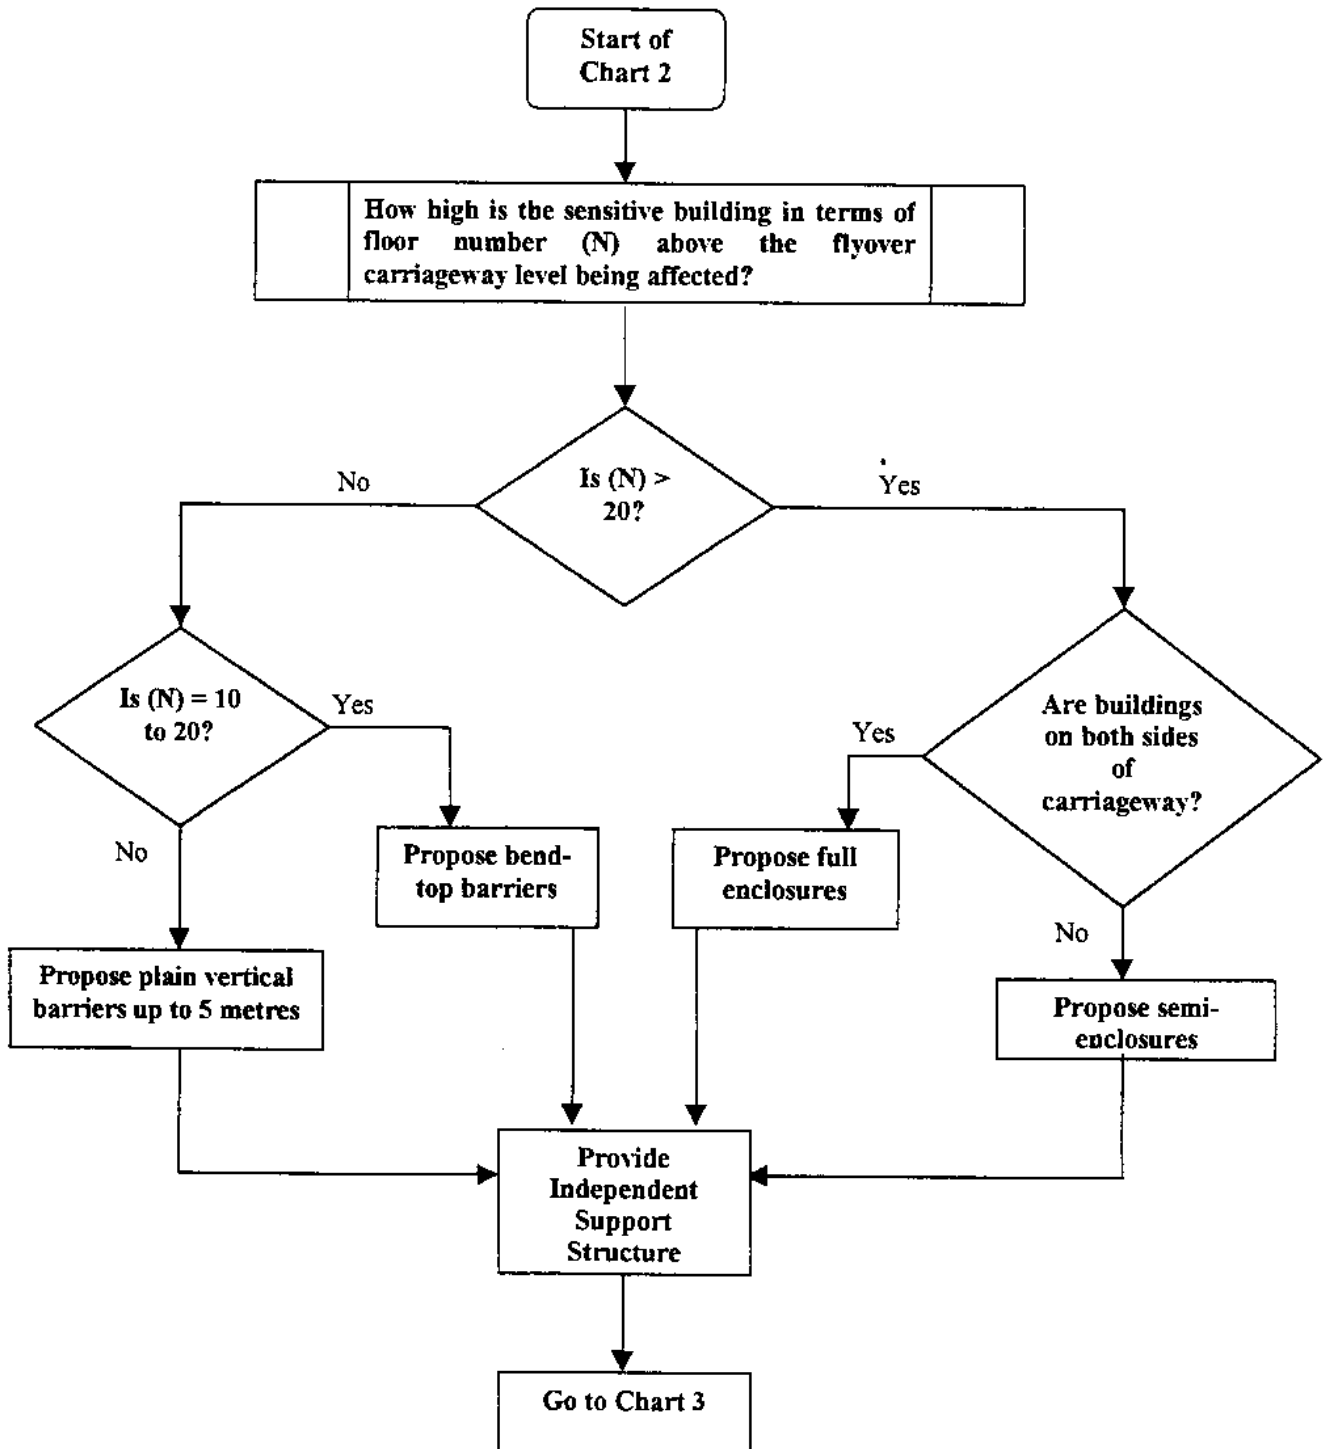 Start of
Chart 2
How high is the sensitive building in terms of
floor number (N) above the flyover
carriageway level being affected?
Is (N) >
20?
No
Yes
Is (N) = 10
to 20?
Yes
No
Are buildings
on both sides
of
carriageway?
Yes
No
Propose bend-
top barriers
Propose full
enclosures
Propose plain vertical
barriers up to 5 metres
Propose semi-
enclosures
Provide
Independent
Support
Structure
Go to Chart 3